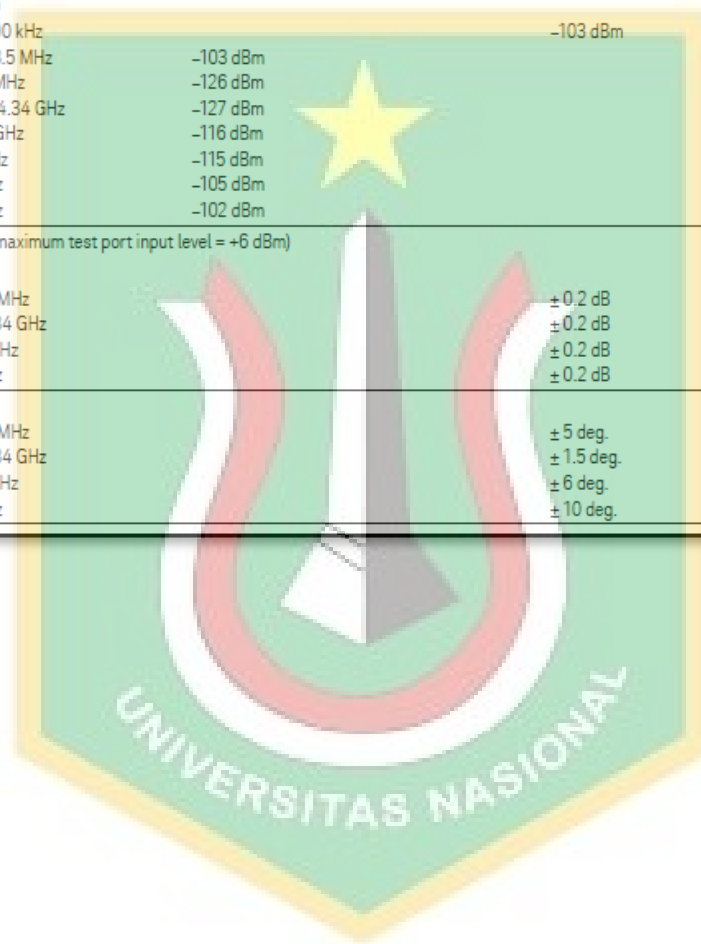 0 kHz –103 dBm
.5 MHz –103 dBm
MHz –126 dBm
4.34 GHz –127 dBm
GHz –116 dBm
–115 dBm
–105 dBm
–102 dBm
maximum test port input level = +6 dBm)
MHz ± 0.2 dB
34 GHz ± 0.2 dB
Hz ± 0.2 dB
± 0.2 dB
MHz ± 5 deg.
34 GHz ± 1.5 deg.
Hz ± 6 deg.
± 10 deg.
UNIVERSITAS NASIONAL